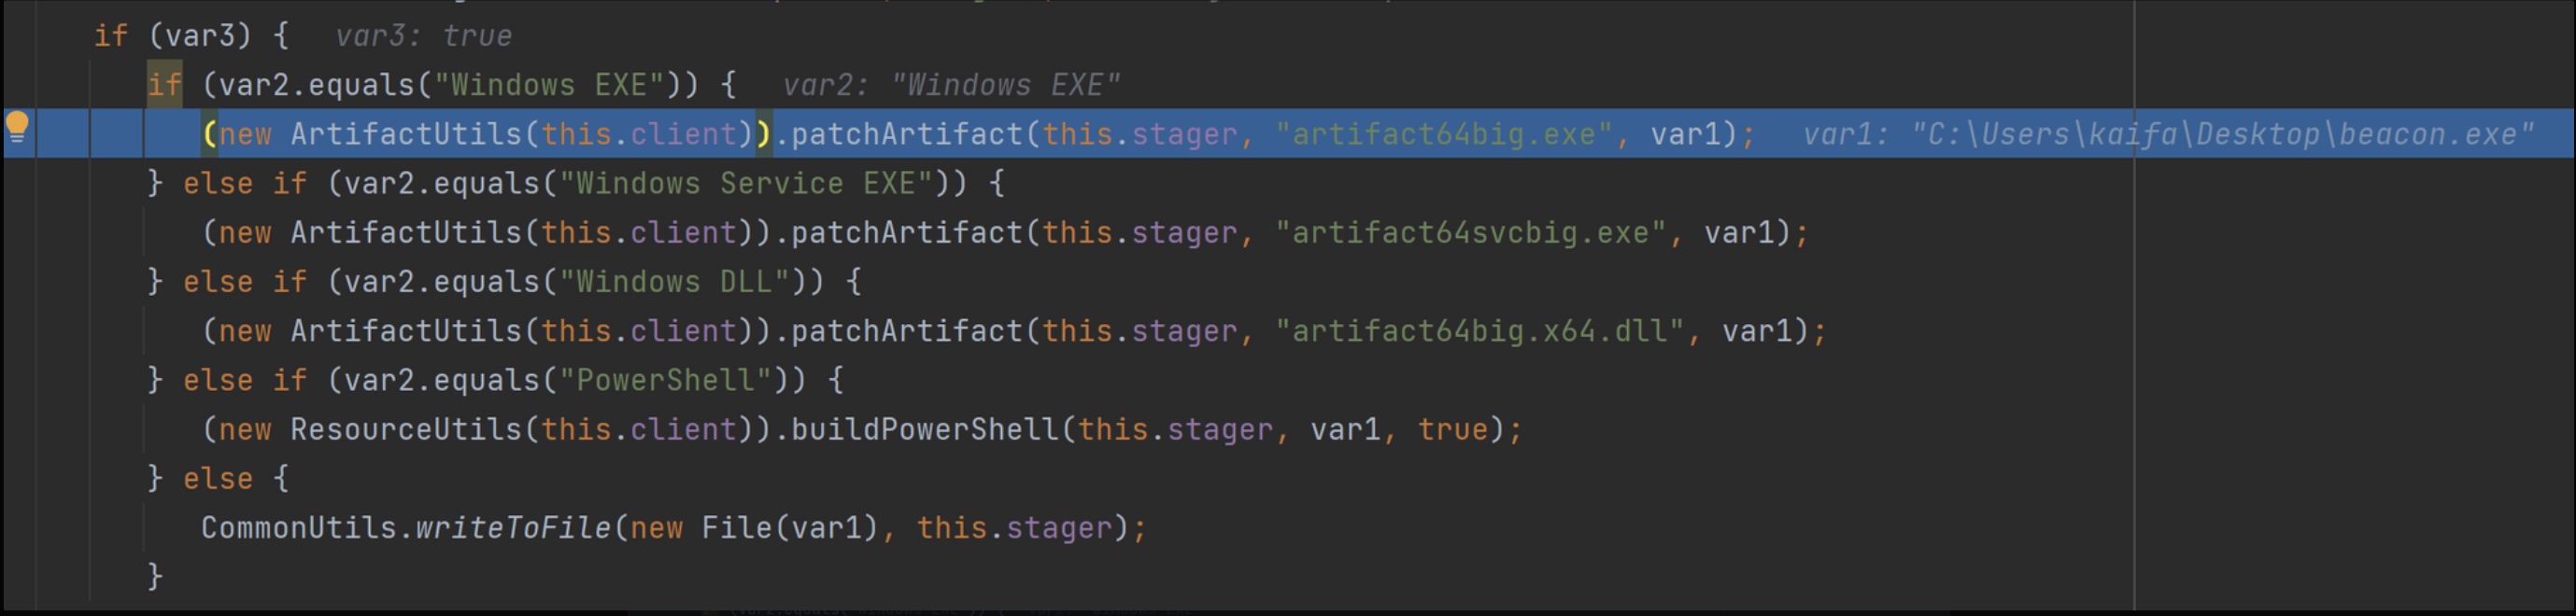 if (var3) {   var3: true
if (var2.equals("Windows EXE")) {   var2: "Windows EXE"
(new ArtifactUtils(this.client)).patchArtifact(this.stager, "artifact64big.exe", var1);   var1: "C:\Users\kaifa\Desktop\beacon.exe"
} else if (var2.equals("Windows Service EXE")) {
(new ArtifactUtils(this.client)).patchArtifact(this.stager, "artifact64svcbig.exe", var1);
} else if (var2.equals("Windows DLL")) {
(new ArtifactUtils(this.client)).patchArtifact(this.stager, "artifact64big.x64.dll", var1);
} else if (var2.equals("PowerShell")) {
(new ResourceUtils(this.client)).buildPowerShell(this.stager, var1, true);
} else {
CommonUtils.writeToFile(new File(var1), this.stager);
}